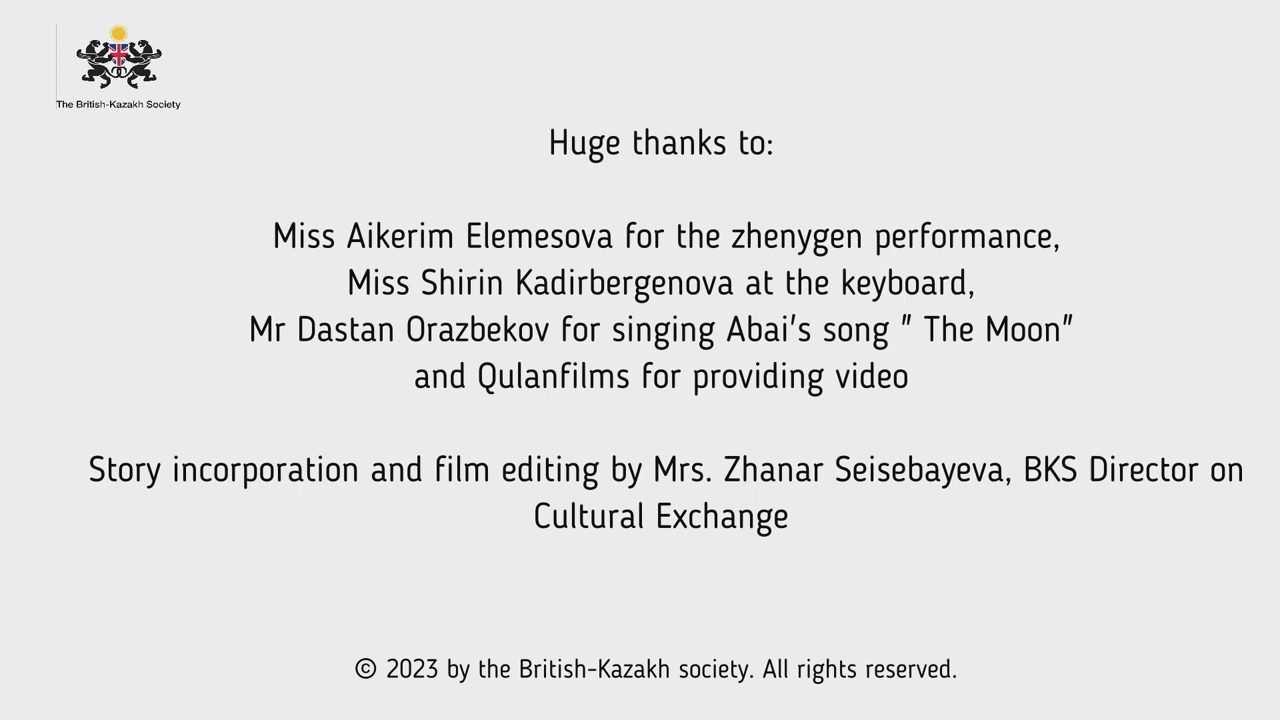 The British-Kazakh Society
Huge thanks to:
Miss Aikerim Elemesova for the zhenygen performance,
Miss Shirin Kadirbergenova at the keyboard,
Mr Dastan Orazbekov for singing Abai's song " The Moon"
and Qulanfilms for providing video
Story incorporation and film editing by Mrs. Zhanar Seisebayeva, BKS Director on
Cultural Exchange
© 2023 by the British-Kazakh society. All rights reserved.